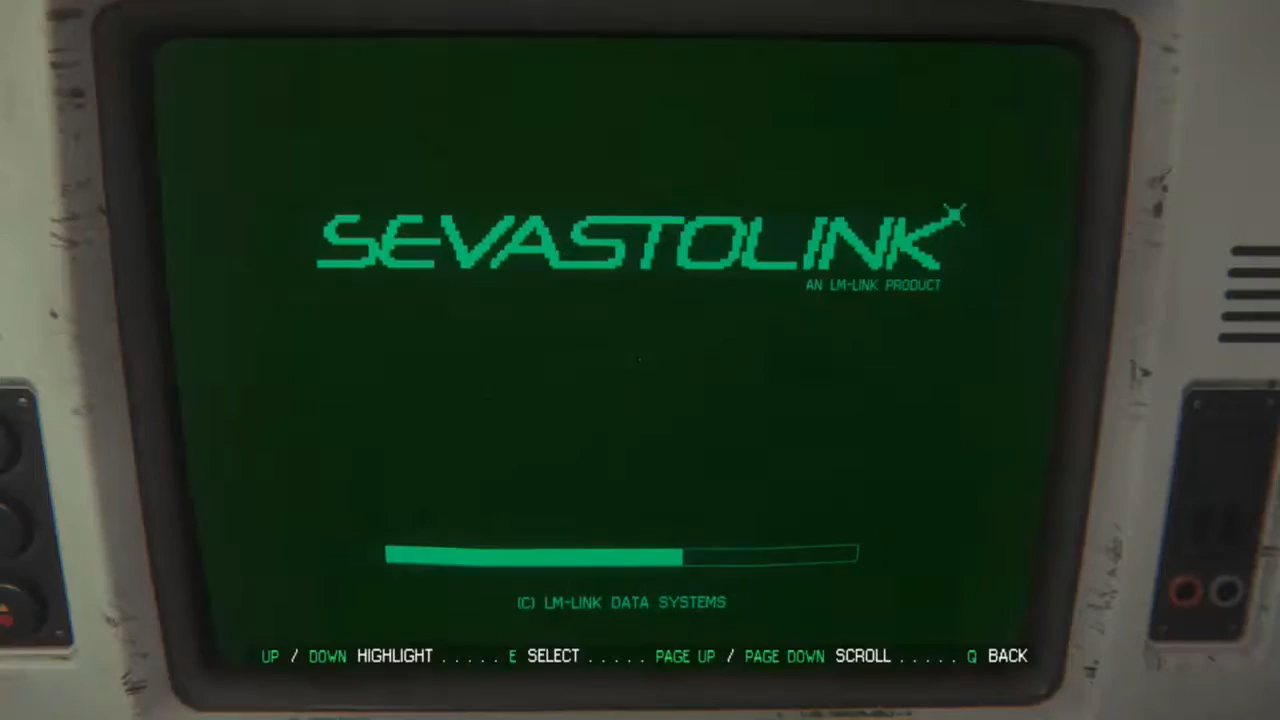 SEVASTOLINK
AN LM-LINK PRODUCT
(C) LM-LINK DATA SYSTEMS
UP / DOWN HIGHLIGHT ..... E SELECT ..... PAGE UP / PAGE DOWN SCROLL ..... Q BACK